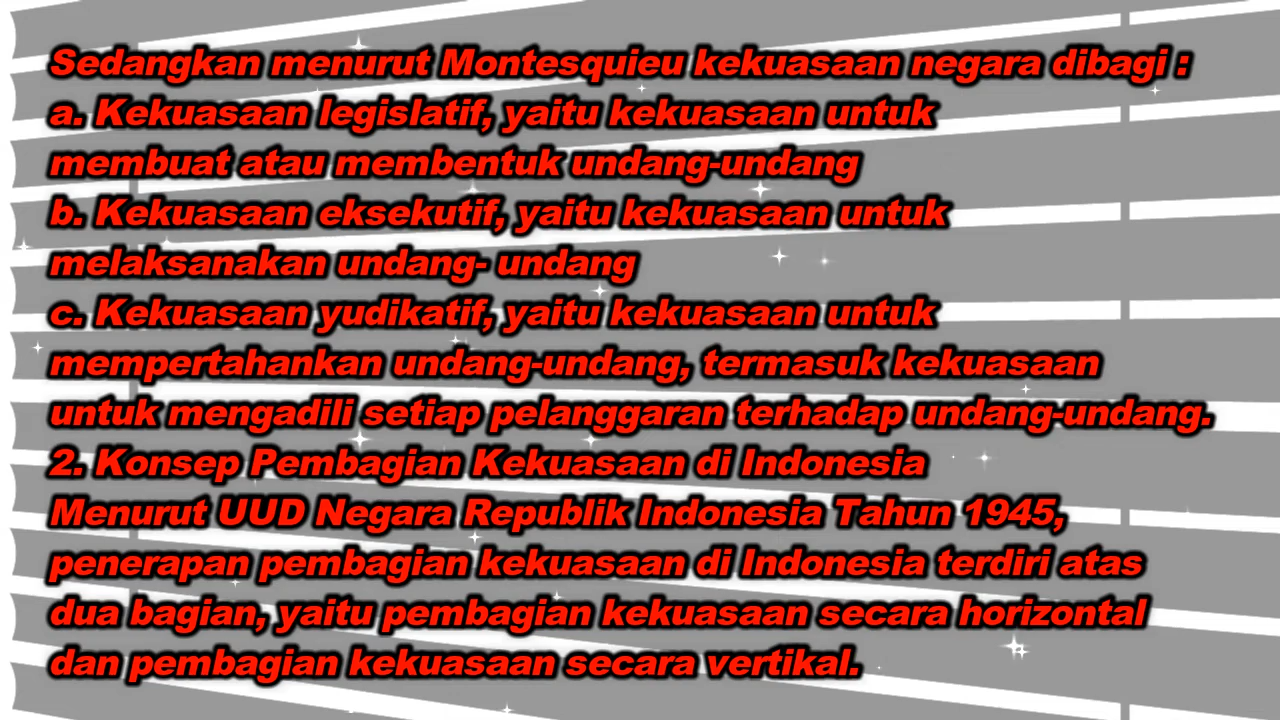 Sedangkan menurut Montesquieu kekuasaan negara dibagi :
a. Kekuasaan legislatif, yaitu kekuasaan untuk
membuat atau membentuk undang-undang
b. Kekuasaan eksekutif, yaitu kekuasaan untuk
melaksanakan undang- undang
c. Kekuasaan yudikatif, yaitu kekuasaan untuk
mempertahankan undang-undang, termasuk kekuasaan
untuk mengadili setiap pelanggaran terhadap undang-undang.
2. Konsep Pembagian Kekuasaan di Indonesia
Menurut UUD Negara Republik Indonesia Tahun 1945,
penerapan pembagian kekuasaan di Indonesia terdiri atas
dua bagian, yaitu pembagian kekuasaan secara horizontal
dan pembagian kekuasaan secara vertikal.